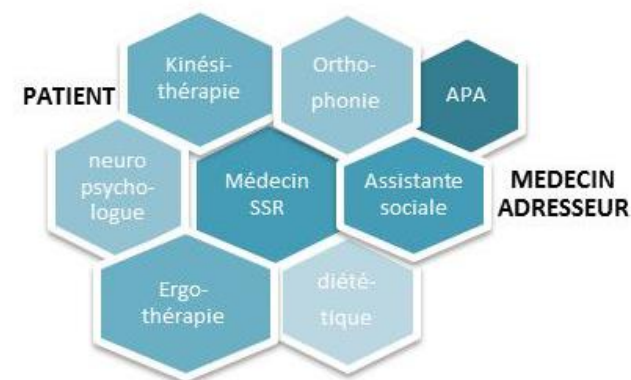 Kinési-
thérapie
Ortho-
phonie
APA
PATIENT
neuro
psycho-
logue
Médecin
SSR
Assistante
sociale
MEDECIN
ADRESSEUR
Ergo-
thérapie
diété-
tique